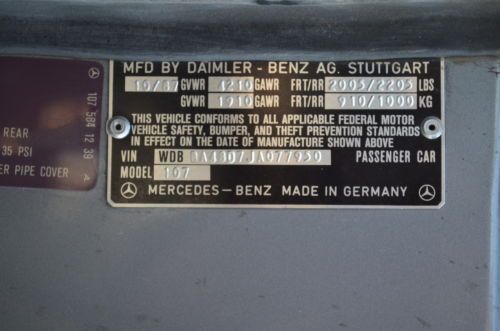 MFD BY DAIMLER - BENZ AG. STUTTGART
10/87 GVWR 4210 GAWR FRT/RR 2005/2205 LBS
GVWR 1910 GAWR FRT/RR 910/1000 KG
THIS VEHICLE CONFORMS TO ALL APPLICABLE FEDERAL MOTOR
VEHICLE SAFETY, BUMPER, AND THEFT PREVENTION STANDARDS
IN EFFECT ON THE DATE OF MANUFACTURE SHOWN ABOVE
VIN WDB PASSENGER CAR
MODEL 107
MERCEDES-BENZ MADE IN GERMANY
107 584 12 39
REAR
35 PSI
ER PIPE COVER